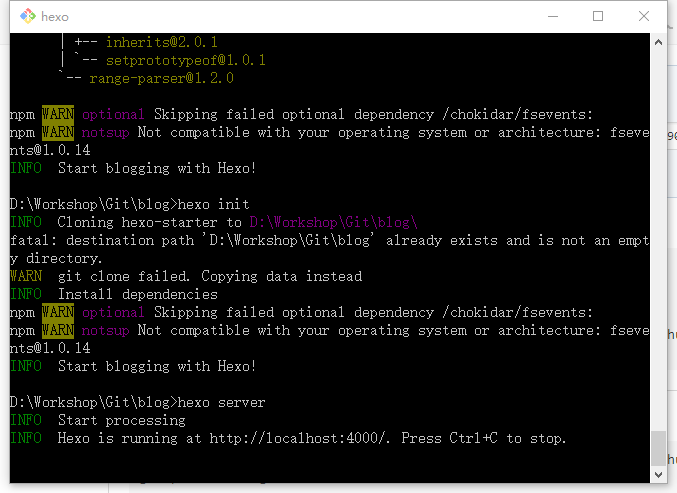 hexo
| +-- inherits@2.0.1
| `-- setprototypeof@1.0.1
`-- range-parser@1.2.0
npm WARN optional Skipping failed optional dependency /chokidar/fsevents:
npm WARN notsup Not compatible with your operating system or architecture: fseve
nts@1.0.14
INFO  Start blogging with Hexo!
D:\Workshop\Git\blog>hexo init
INFO  Cloning hexo-starter to D:\Workshop\Git\blog\
fatal: destination path 'D:\Workshop\Git\blog' already exists and is not an empt
y directory.
WARN  git clone failed. Copying data instead
INFO  Install dependencies
npm WARN optional Skipping failed optional dependency /chokidar/fsevents:
npm WARN notsup Not compatible with your operating system or architecture: fseve
nts@1.0.14
INFO  Start blogging with Hexo!
D:\Workshop\Git\blog>hexo server
INFO  Start processing
INFO  Hexo is running at http://localhost:4000/. Press Ctrl+C to stop.